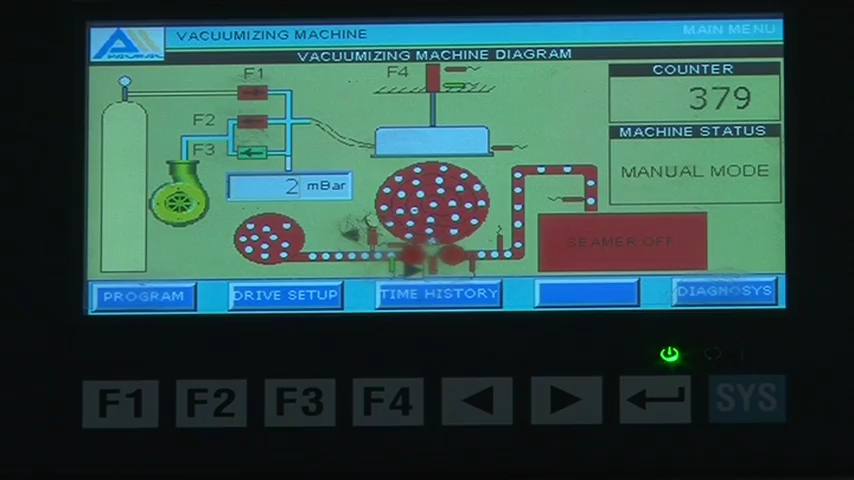 VACUUMIZING MACHINE
MAIN MENU
VACUUMIZING MACHINE DIAGRAM
F1
F2
F3
F4
2 mBar
COUNTER
379
MACHINE STATUS
MANUAL MODE
SEAMER OFF
PROGRAM
DRIVE SETUP
TIME HISTORY
DIAGNOSYS
F1
F2
F3
F4
SYS